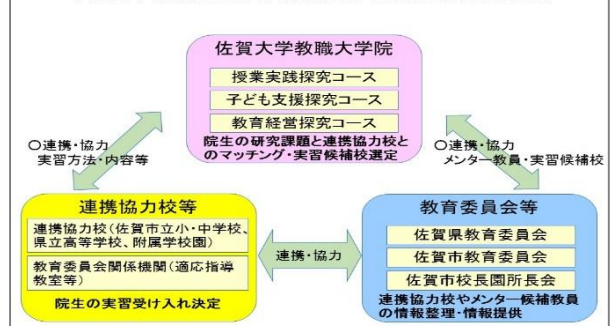 佐賀大学教職大学院
授業実践探究コース
子ども支援探究コース
教育経営探究コース
院生の研究課題と連携協力校と
のマッチング・実習候補校選定
〇連携・協力
実習方法・内容等
〇連携・協力
メンター教員・実習候補校
連携協力校等
連携協力校(佐賀市立小・中学校、
県立高等学校、附属学校園)
教育委員会関係機関(適応指導
教室等)
院生の実習受け入れ決定
連携・協力
教育委員会等
佐賀県教育委員会
佐賀市教育委員会
佐賀市校長園所長会
連携協力校やメンター候補教員
の情報整理・情報提供